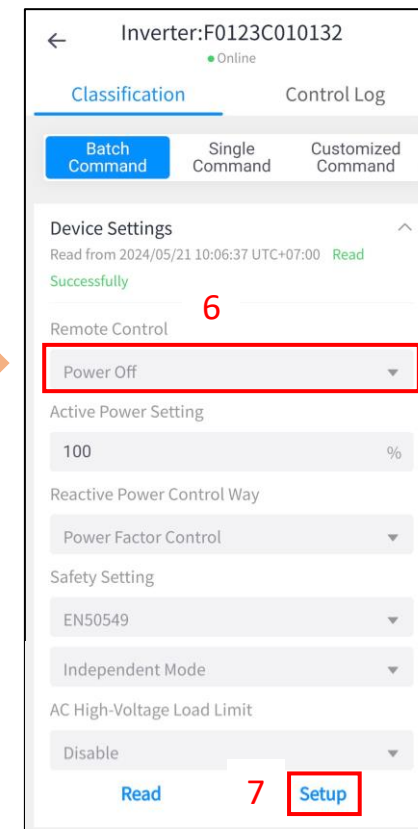 Inverter:F0123C010132
Online
Classification Control Log
Batch Command Single Command Customized Command
Device Settings
Read from 2024/05/21 10:06:37 UTC+07:00 Read
Successfully
6
Remote Control
Power Off
Active Power Setting
100 %
Reactive Power Control Way
Power Factor Control
Safety Setting
EN50549
Independent Mode
AC High-Voltage Load Limit
Disable
Read 7 Setup